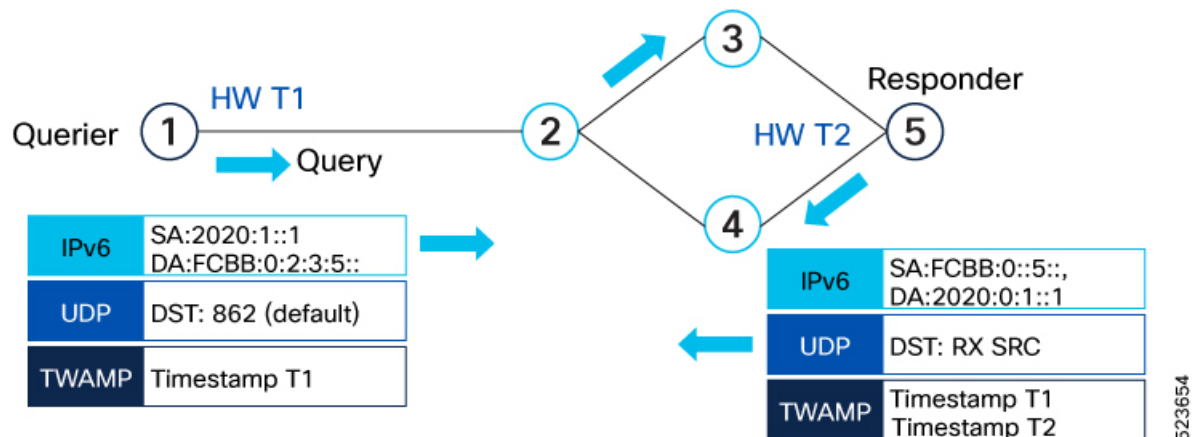 3
Responder
HW T1
Querier
1
2
HW T2
5
Query
4
IPv6
SA:2020:1::1
DA:FCBB:0:2:3:5::
UDP
DST: 862 (default)
TWAMP
Timestamp T1
IPv6
SA:FCBB:0::5::,
DA:2020:0:1::1
UDP
DST: RX SRC
TWAMP
Timestamp T1
Timestamp T2
523654